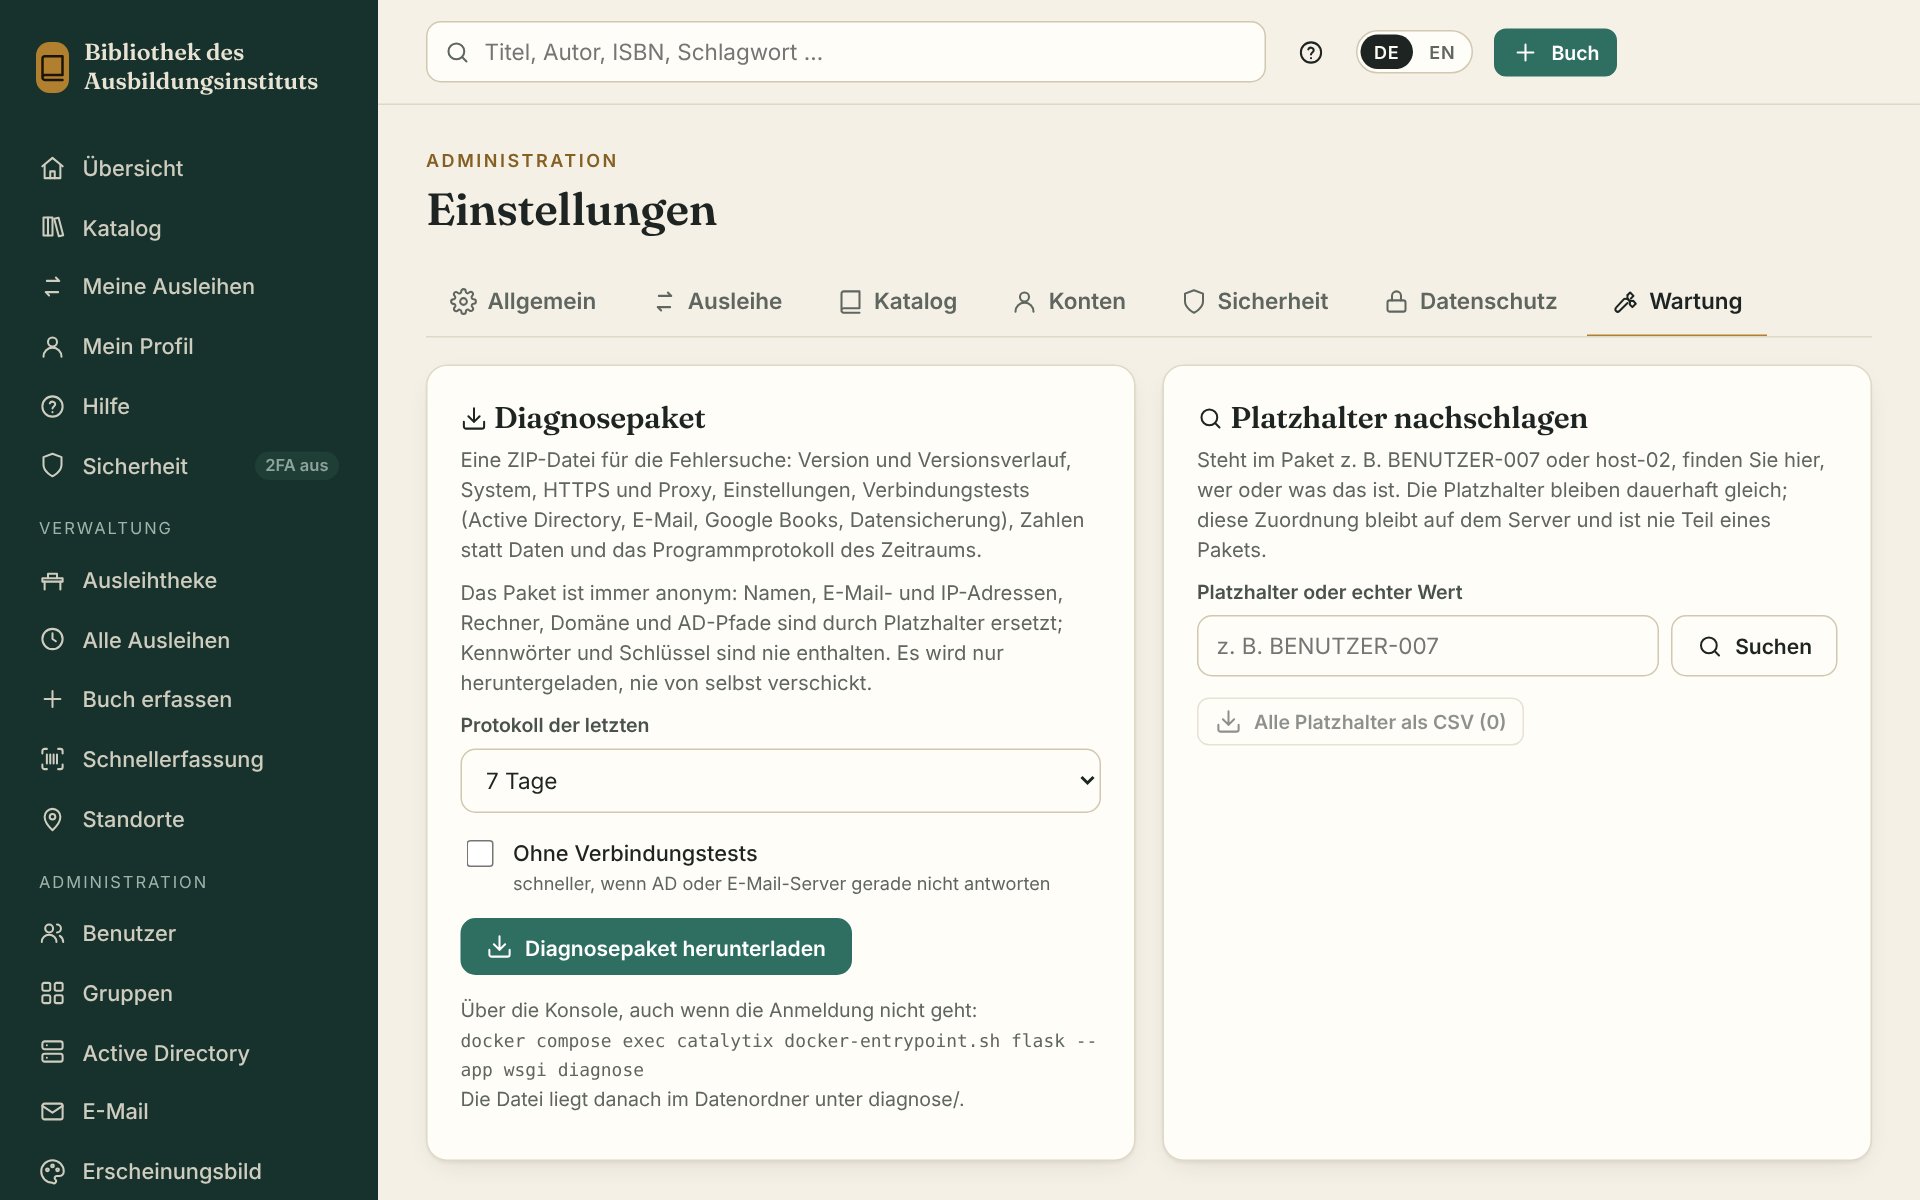 Bibliothek des
Ausbildungsinstituts
Übersicht
Katalog
Meine Ausleihen
Mein Profil
Hilfe
Sicherheit
2FA aus
VERWALTUNG
Ausleihtheke
Alle Ausleihen
Buch erfassen
Schnellerfassung
Standorte
ADMINISTRATION
Benutzer
Gruppen
Active Directory
E-Mail
Erscheinungsbild
Titel, Autor, ISBN, Schlagwort ...
DE
EN
Buch
ADMINISTRATION
Einstellungen
Allgemein
Ausleihe
Katalog
Konten
Sicherheit
Datenschutz
Wartung
Diagnosepaket
Eine ZIP-Datei für die Fehlersuche: Version und Versionsverlauf,
System, HTTPS und Proxy, Einstellungen, Verbindungstests
(Active Directory, E-Mail, Google Books, Datensicherung), Zahlen
statt Daten und das Programmprotokoll des Zeitraums.
Das Paket ist immer anonym: Namen, E-Mail- und IP-Adressen,
Rechner, Domäne und AD-Pfade sind durch Platzhalter ersetzt;
Kennwörter und Schlüssel sind nie enthalten. Es wird nur
heruntergeladen, nie von selbst verschickt.
Protokoll der letzten
7 Tage
Ohne Verbindungstests
schneller, wenn AD oder E-Mail-Server gerade nicht antworten
Diagnosepaket herunterladen
Über die Konsole, auch wenn die Anmeldung nicht geht:
docker compose exec catalytix docker-entrypoint.sh flask --
app wsgi diagnose
Die Datei liegt danach im Datenordner unter diagnose/.
Platzhalter nachschlagen
Steht im Paket z. B. BENUTZER-007 oder host-02, finden Sie hier,
wer oder was das ist. Die Platzhalter bleiben dauerhaft gleich;
diese Zuordnung bleibt auf dem Server und ist nie Teil eines
Pakets.
Platzhalter oder echter Wert
z. B. BENUTZER-007
Suchen
Alle Platzhalter als CSV (0)